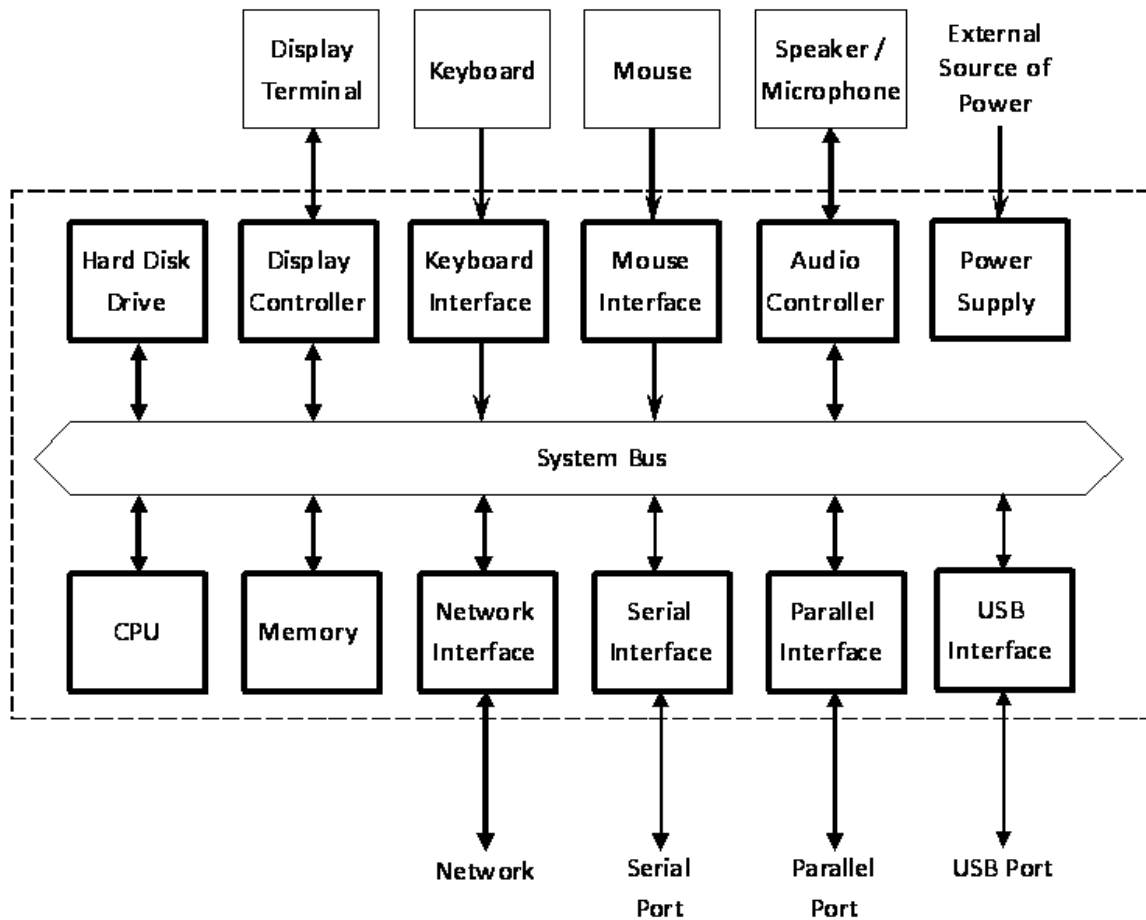 Display
Terminal
Keyboard
Mouse
Speaker /
Microphone
External
Source of
Power
Hard Disk
Drive
Display
Controller
Keyboard
Interface
Mouse
Interface
Audio
Controller
Power
Supply
System Bus
CPU
Memory
Network
Interface
Serial
Interface
Parallel
Interface
USB
Interface
Network
Serial
Port
Parallel
Port
USB Port